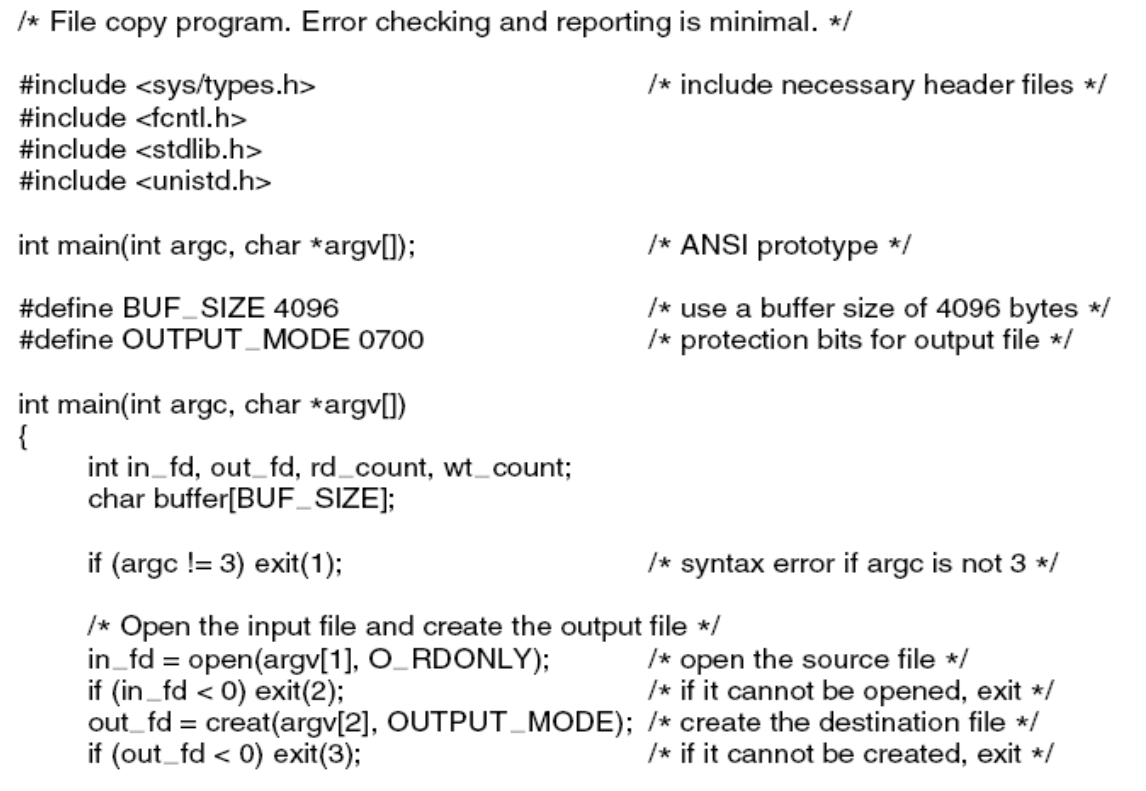 /* File copy program. Error checking and reporting is minimal. */
#include <sys/types.h> /* include necessary header files */
#include <fcntl.h>
#include <stdlib.h>
#include <unistd.h>
int main(int argc, char *argv[]); /* ANSI prototype */
#define BUF_SIZE 4096 /* use a buffer size of 4096 bytes */
#define OUTPUT_MODE 0700 /* protection bits for output file */
int main(int argc, char *argv[])
{
int in_fd, out_fd, rd_count, wt_count;
char buffer[BUF_SIZE];
if (argc != 3) exit(1); /* syntax error if argc is not 3 */
/* Open the input file and create the output file */
in_fd = open(argv[1], O_RDONLY); /* open the source file */
if (in_fd < 0) exit(2); /* if it cannot be opened, exit */
out_fd = creat(argv[2], OUTPUT_MODE); /* create the destination file */
if (out_fd < 0) exit(3); /* if it cannot be created, exit */